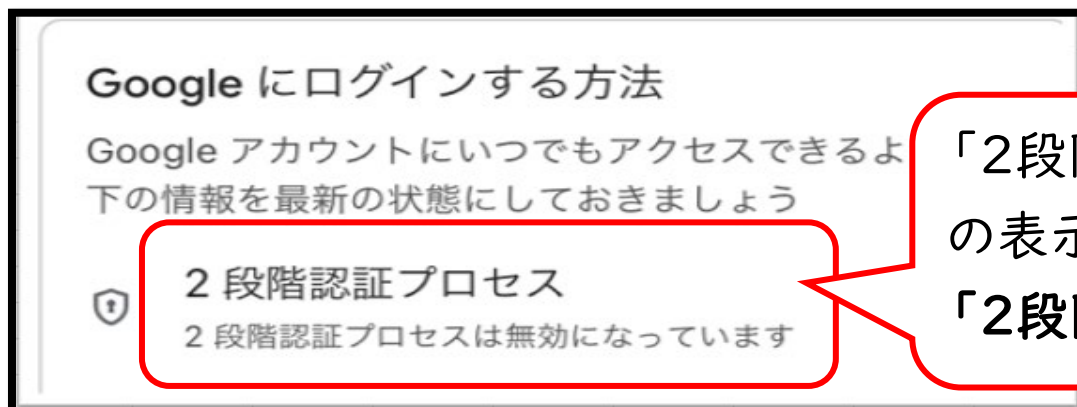 Google にログインする方法
Google アカウントにいつでもアクセスできるよ
下の情報を最新の状態にしておきましょう
2 段階認証プロセス
2 段階認証プロセスは無効になっています
「2段
の表
「2段